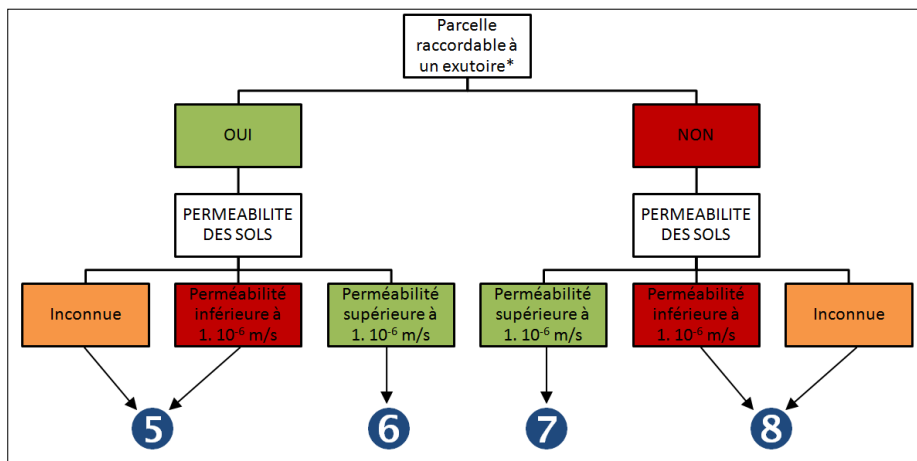 Parcelle
raccordable à
un exutoire*
OUI
NON
PERMEABILITE
DES SOLS
PERMEABILITE
DES SOLS
Inconnue
Perméabilité
inférieure à
1. 10⁻⁶ m/s
Perméabilité
supérieure à
1. 10⁻⁶ m/s
Perméabilité
supérieure à
1. 10⁻⁶ m/s
Perméabilité
inférieure à
1. 10⁻⁶ m/s
Inconnue
5
6
7
8